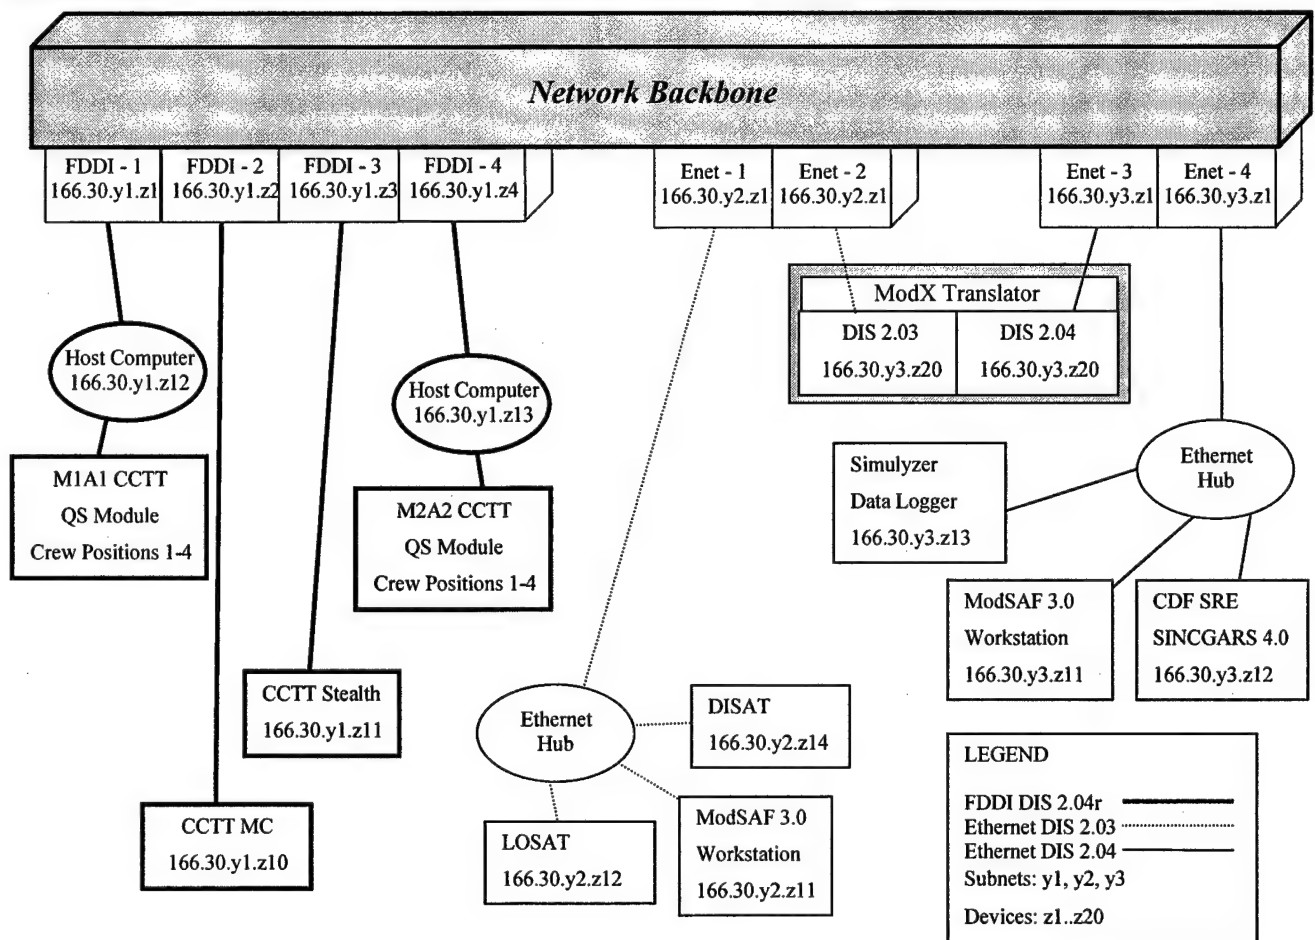 Network Backbone
FDDI - 1
166.30.y1.z1
FDDI - 2
166.30.y1.z2
FDDI - 3
166.30.y1.z3
FDDI - 4
166.30.y1.z4
Enet - 1
166.30.y2.z1
Enet - 2
166.30.y2.z1
Enet - 3
166.30.y3.z1
Enet - 4
166.30.y3.z1
ModX Translator
DIS 2.03
166.30.y3.z20
DIS 2.04
166.30.y3.z20
Host Computer
166.30.y1.z12
Host Computer
166.30.y1.z13
M1A1 CCTT
QS Module
Crew Positions 1-4
M2A2 CCTT
QS Module
Crew Positions 1-4
Simulyzer
Data Logger
166.30.y3.z13
Ethernet
Hub
ModSAF 3.0
Workstation
166.30.y3.z11
CDF SRE
SINCGARS 4.0
166.30.y3.z12
CCTT Stealth
166.30.y1.z11
Ethernet
Hub
DISAT
166.30.y2.z14
CCTT MC
166.30.y1.z10
LOSAT
166.30.y2.z12
ModSAF 3.0
Workstation
166.30.y2.z11
LEGEND
FDDI DIS 2.04r
Ethernet DIS 2.03
Ethernet DIS 2.04
Subnets: y1, y2, y3
Devices: z1..z20